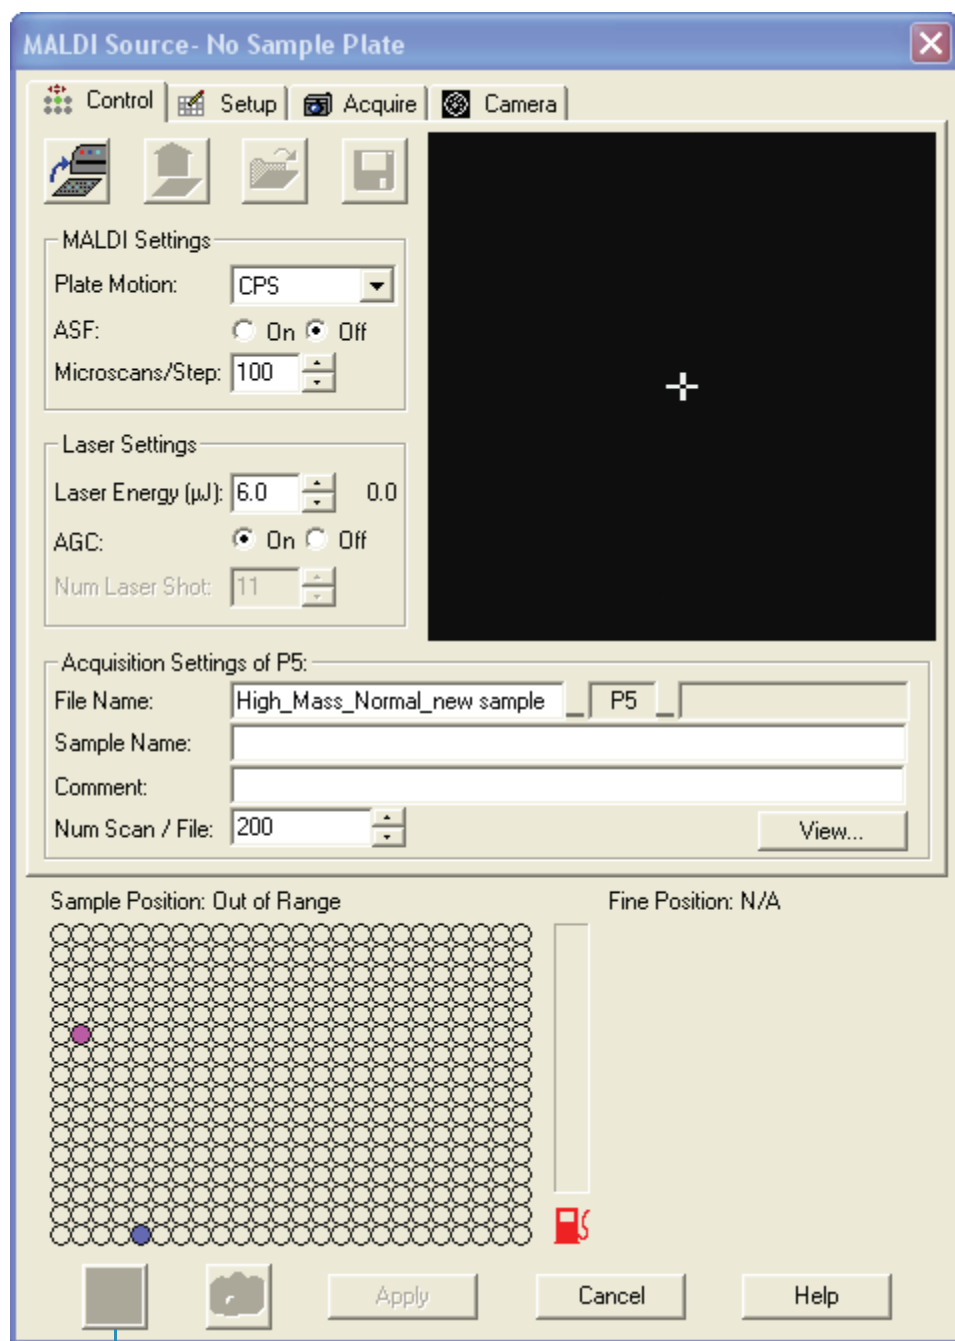 MALDI Source- No Sample Plate
Control Setup Acquire Camera
MALDI Settings
Plate Motion: CPS
ASF: On Off
Microscans/Step: 100
Laser Settings
Laser Energy (µJ): 6.0 0.0
AGC: On Off
Num Laser Shot: 11
Acquisition Settings of P5:
File Name: High_Mass_Normal_new sample _ P5 _
Sample Name:
Comment:
Num Scan / File: 200 View...
Sample Position: Out of Range Fine Position: N/A
Apply Cancel Help